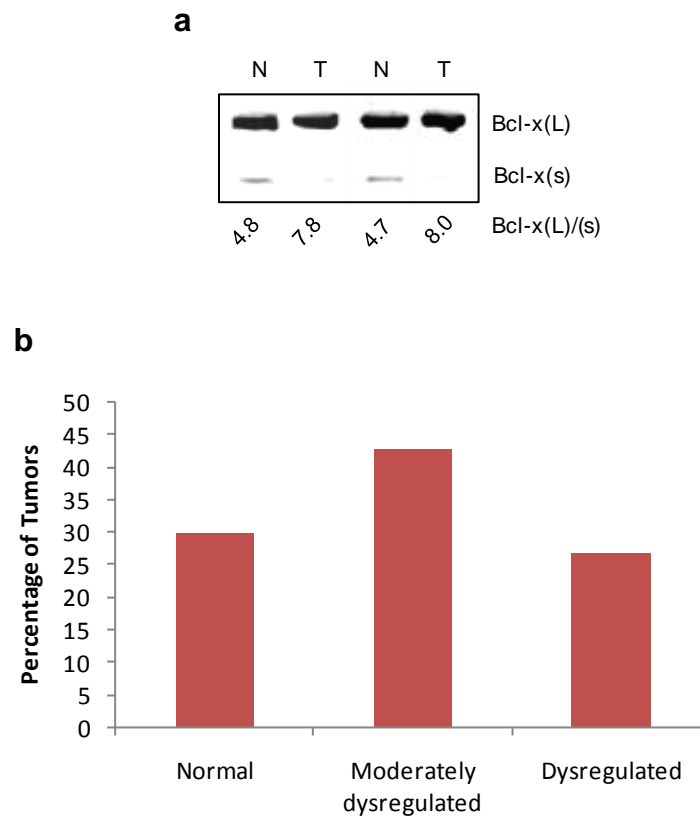 a
N T N T
Bcl-x(L)
Bcl-x(s)
4.8 7.8 4.7 8.0 Bcl-x(L)/(s)
b
50
45
40
35
30
25
20
15
10
5
0
Percentage of Tumors
Normal Moderately dysregulated Dysregulated